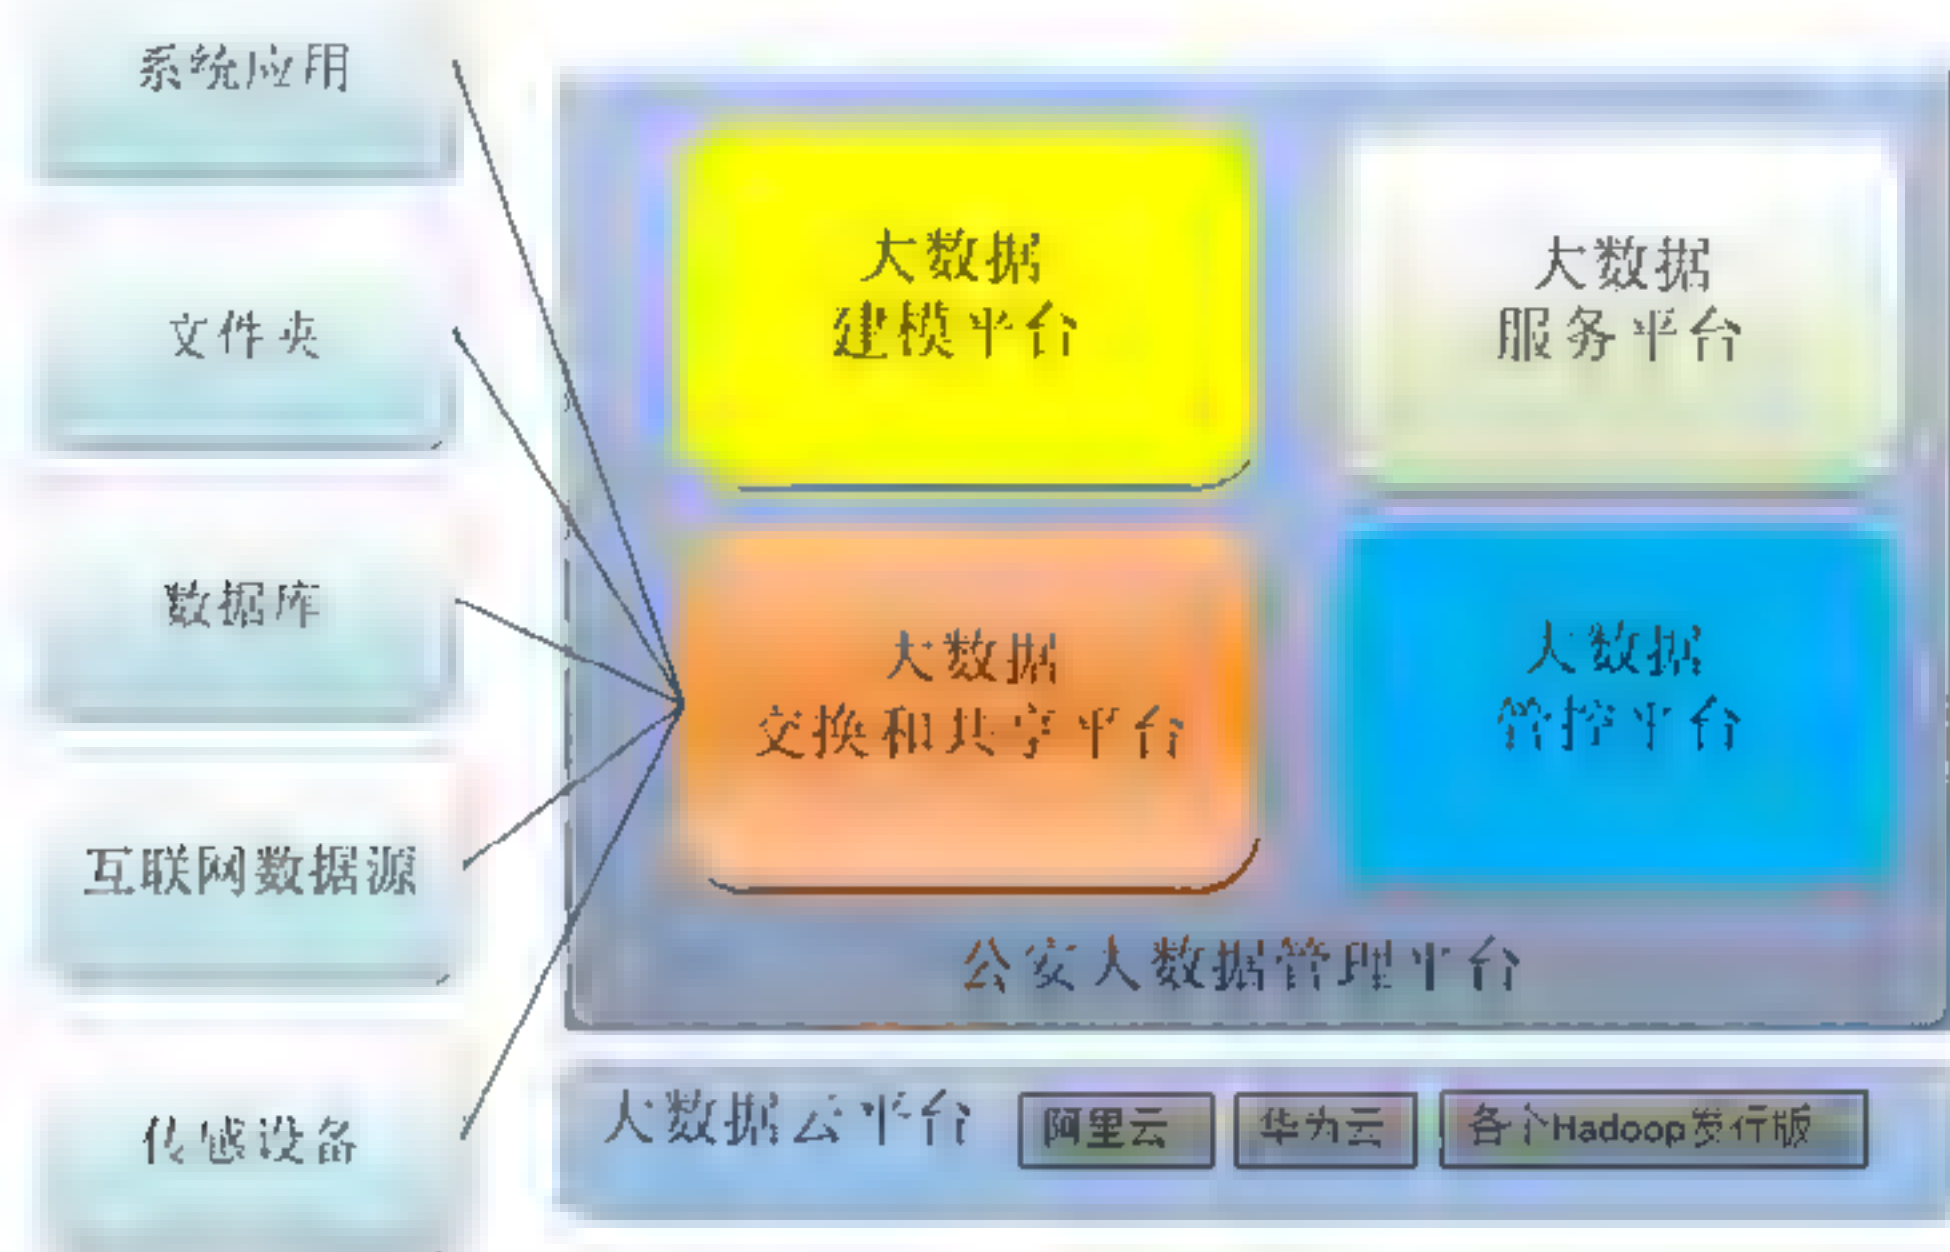 系统应用
文件夹
数据库
互联网数据源
传感设备
大数据
建模平台
大数据
服务平台
大数据
交换和共享平台
大数据
管控平台
公安大数据管理平台
大数据云平台
阿里云
华为云
各个Hadoop发行版